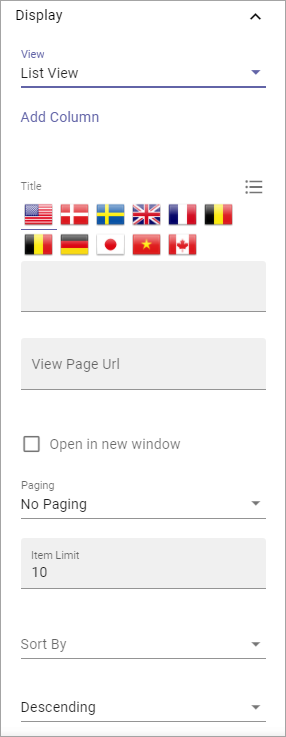 Display
View
List View
Add Column
Title
View Page Url
Open in new window
Paging
No Paging
Item Limit
10
Sort By
Descending